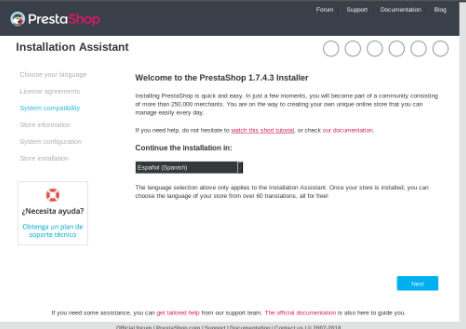 Forum Support Documentation Blog
PrestaShop
Installation Assistant
Choose your language
License agreements
System compatibility
Store information
System configuration
Store installation
¿Necesita ayuda?
Obtenga un plan de
soporte técnico
Welcome to the PrestaShop 1.7.4.3 Installer
Installing PrestaShop is quick and easy. In just a few moments, you will become part of a community consisting
of more than 250,000 merchants. You are on the way to creating your own unique online store that you can
manage easily every day.
If you need help, do not hesitate to watch this short tutorial, or check our documentation.
Continue the installation in:
Español (Spanish)
The language selection above only applies to the Installation Assistant. Once your store is installed, you can
choose the language of your store from over 60 translations, all for free!
Next
If you need some assistance, you can get tailored help from our support team. The official documentation is also here to guide you.
Official forum | PrestaShop.com | Support | Documentation | Contact us | © 2007-2018